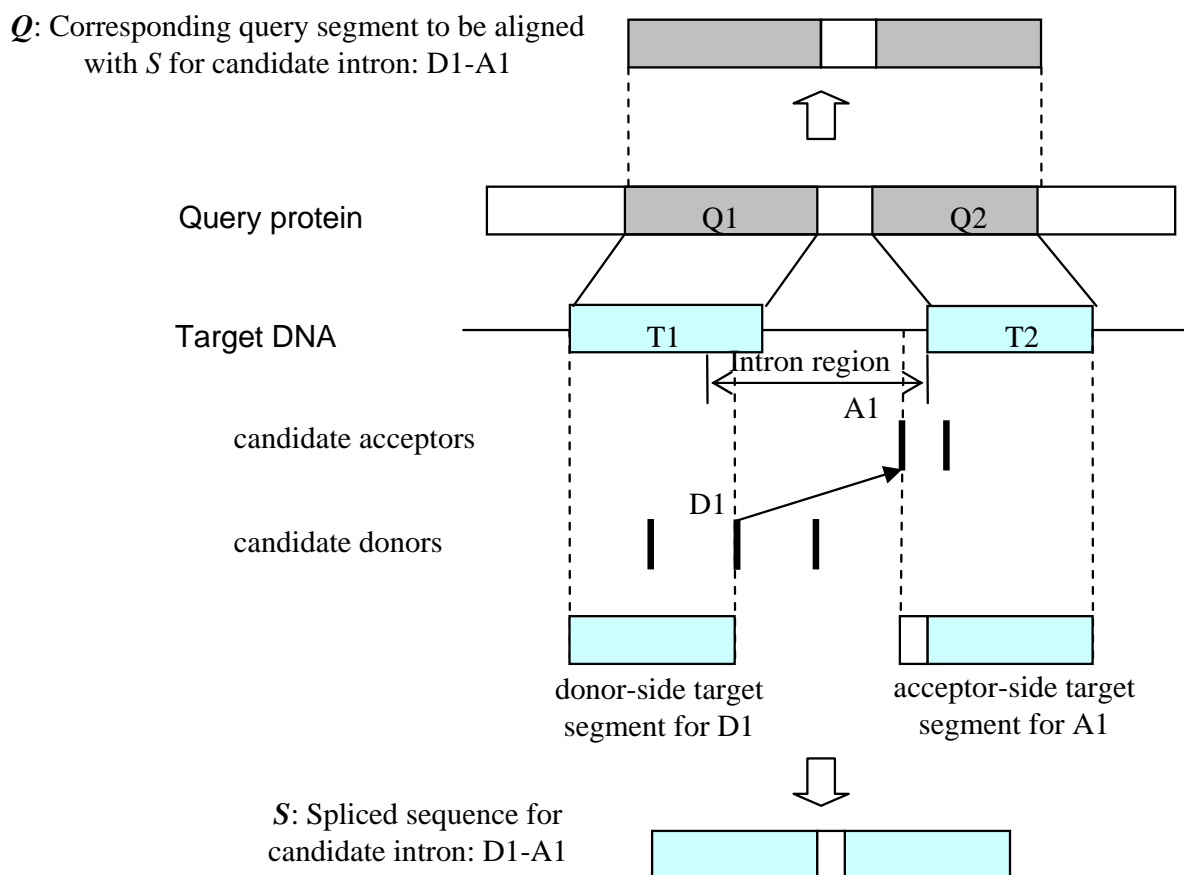 Q: Corresponding query segment to be aligned
with S for candidate intron: D1-A1
Query protein
Q1
Q2
Target DNA
T1
T2
Intron region
A1
candidate acceptors
D1
candidate donors
donor-side target
segment for D1
acceptor-side target
segment for A1
S: Spliced sequence for
candidate intron: D1-A1